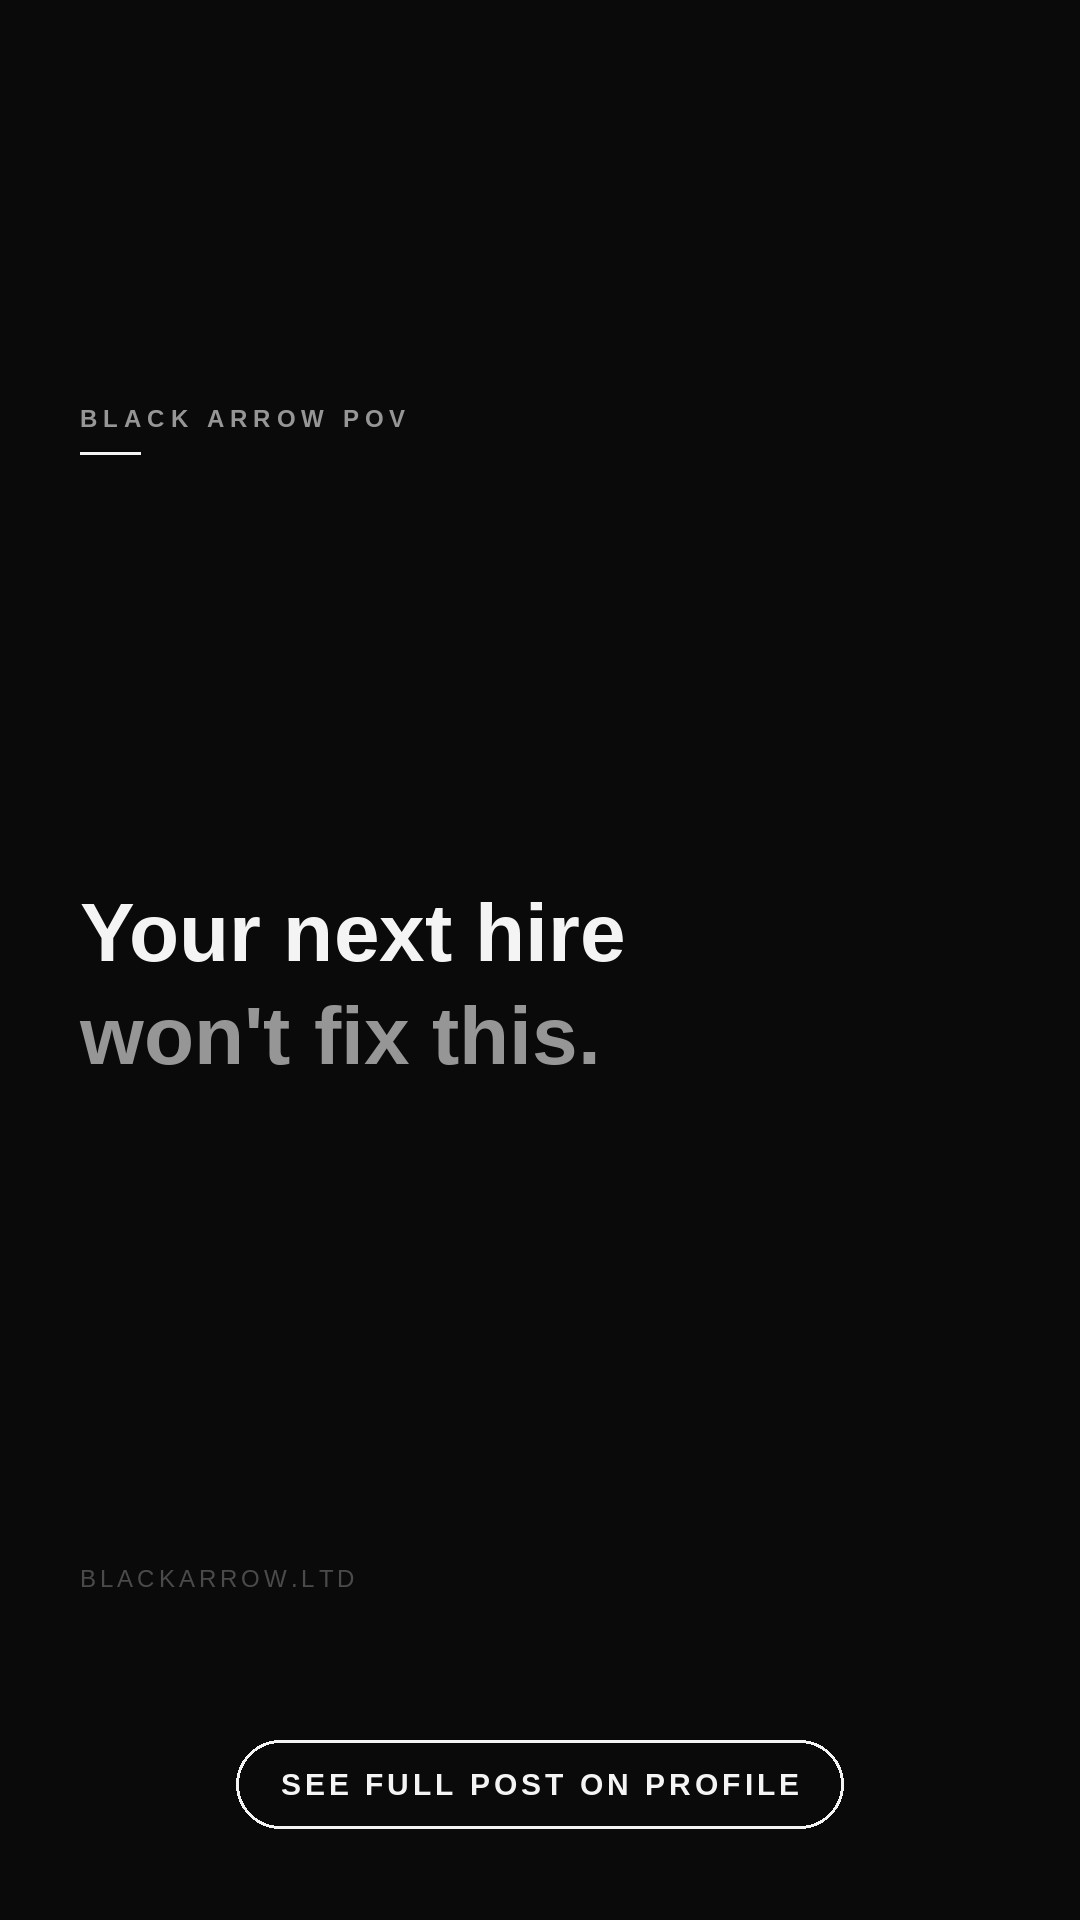 BLACK ARROW POV
Your next hire
won't fix this.
BLACKARROW.LTD
SEE FULL POST ON PROFILE